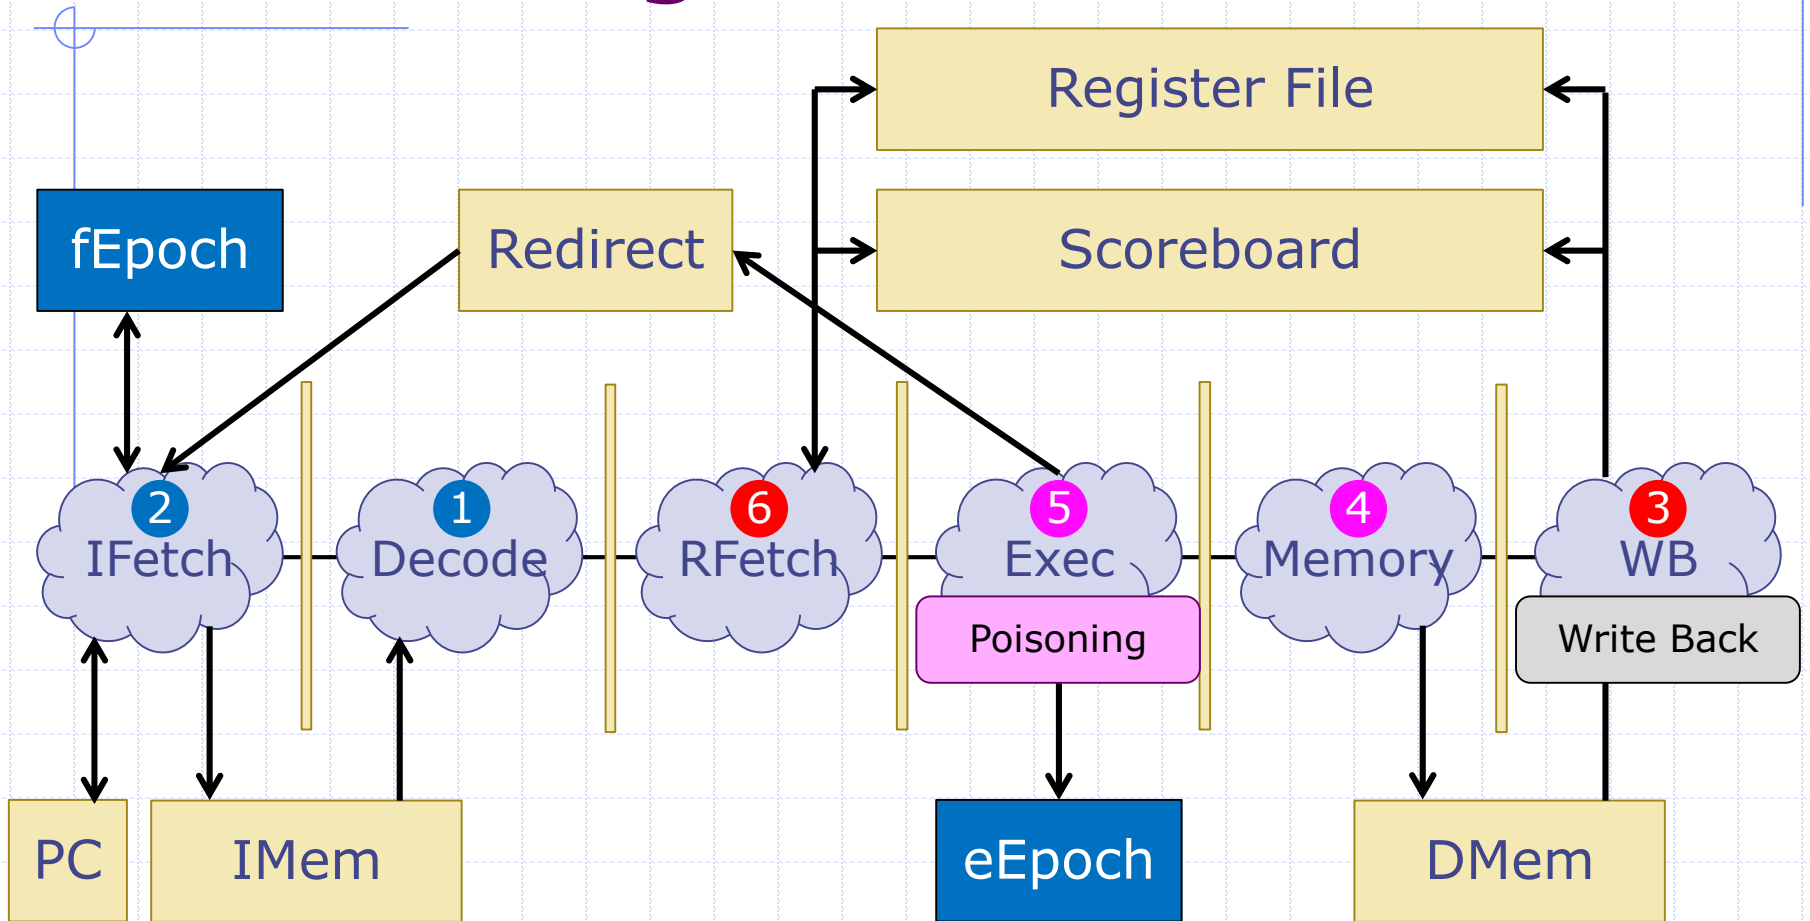 Register File
fEpoch
Redirect
Scoreboard
2
1
6
5
4
3
IFetch
Decode
RFetch
Exec
Memory
WB
Poisoning
Write Back
PC
IMem
eEpoch
DMem